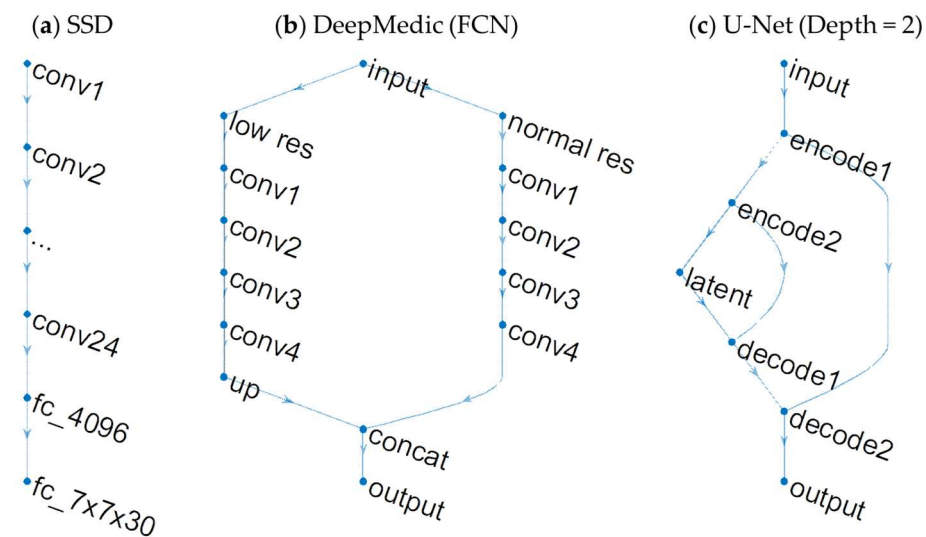 (a) SSD
conv1
conv2
...
conv24
fc_4096
fc_7x7x30
(b) DeepMedic (FCN)
input
low res
conv1
conv2
conv3
conv4
up
normal res
conv1
conv2
conv3
conv4
concat
output
(c) U-Net (Depth = 2)
input
encode1
encode2
latent
decode1
decode2
output